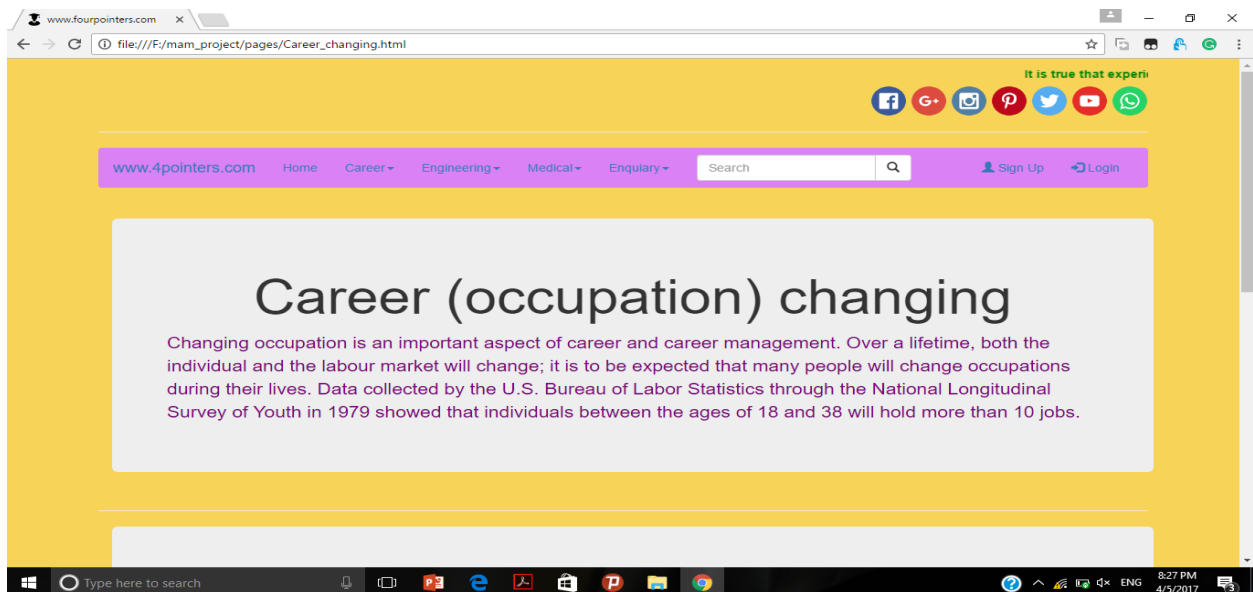 www.fourpointers.com
file:///F:/mam_project/pages/Career_changing.html
It is true that experi
www.4pointers.com Home Career Engineering Medical Enquiary Search Sign Up Login
Career (occupation) changing
Changing occupation is an important aspect of career and career management. Over a lifetime, both the
individual and the labour market will change; it is to be expected that many people will change occupations
during their lives. Data collected by the U.S. Bureau of Labor Statistics through the National Longitudinal
Survey of Youth in 1979 showed that individuals between the ages of 18 and 38 will hold more than 10 jobs.
Type here to search ENG 8:27 PM
4/5/2017